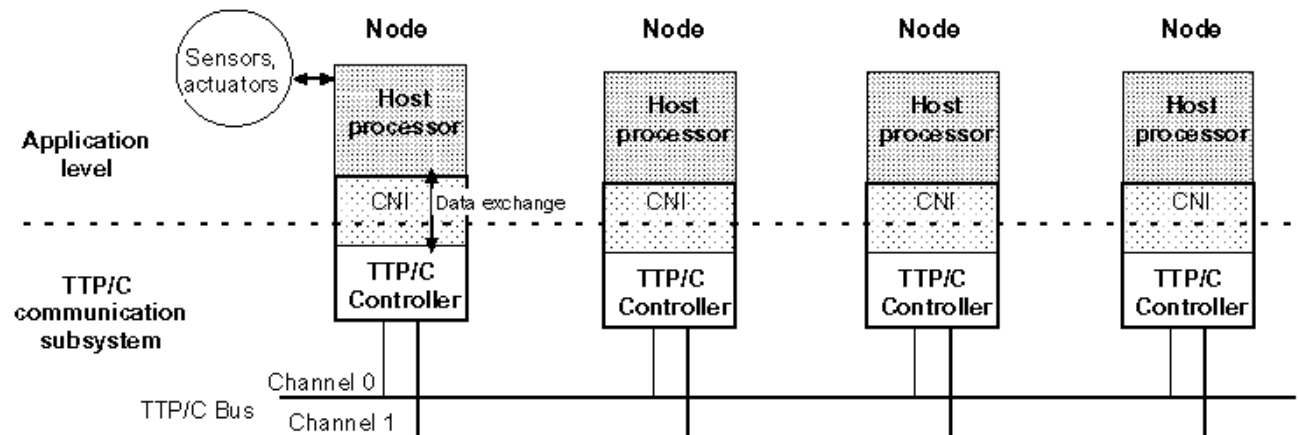 Node Node Node Node
Sensors,
actuators
Host
processor
Host
processor
Host
processor
Host
processor
Application
level
CNI
Data exchange
CNI
CNI
CNI
TTP/C
Controller
TTP/C
Controller
TTP/C
Controller
TTP/C
Controller
TTP/C
communication
subsystem
Channel 0
TTP/C Bus
Channel 1